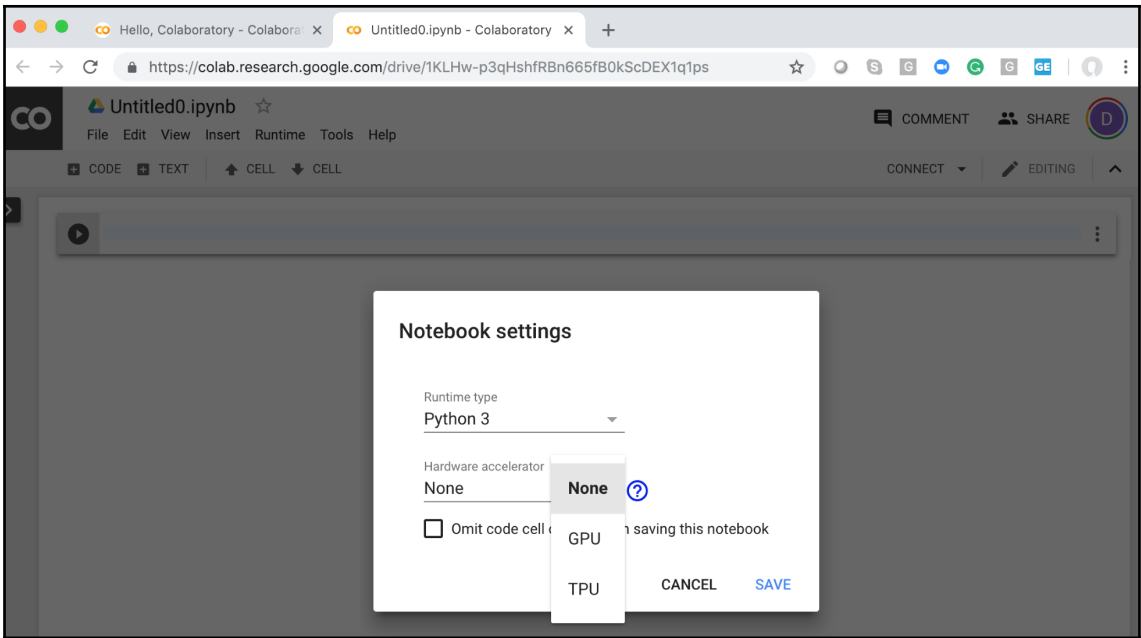 Hello, Colaboratory - Colabora
Untitled0.ipynb - Colaboratory
https://colab.research.google.com/drive/1KLHw-p3qHshfRBn665fB0kScDEX1q1ps
S G G G GE
CO Untitled0.ipynb
COMMENT SHARE D
File Edit View Insert Runtime Tools Help
CODE TEXT CELL CELL CONNECT EDITING
Notebook settings
Runtime type
Python 3
Hardware accelerator
None
None
?
Omit code cell saving this notebook
GPU
TPU
CANCEL SAVE